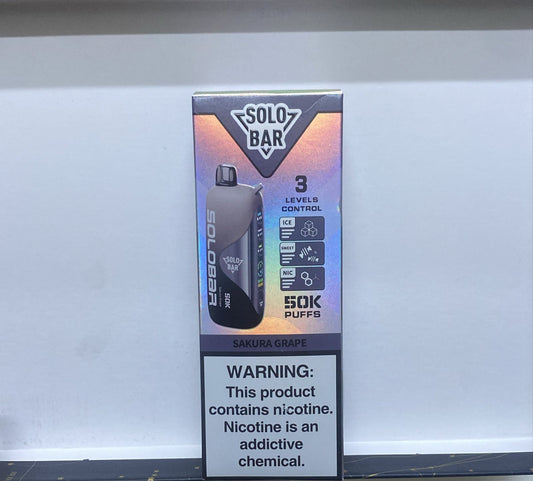 SOLO
BAR
3
LEVELS
CONTROL
ICE
SWEET
NIC
SOLOBAR
SOLO
BAR
50K
50K
PUFFS
SAKURA GRAPE
WARNING:
This product
contains nicotine.
Nicotine is an
addictive
chemical.